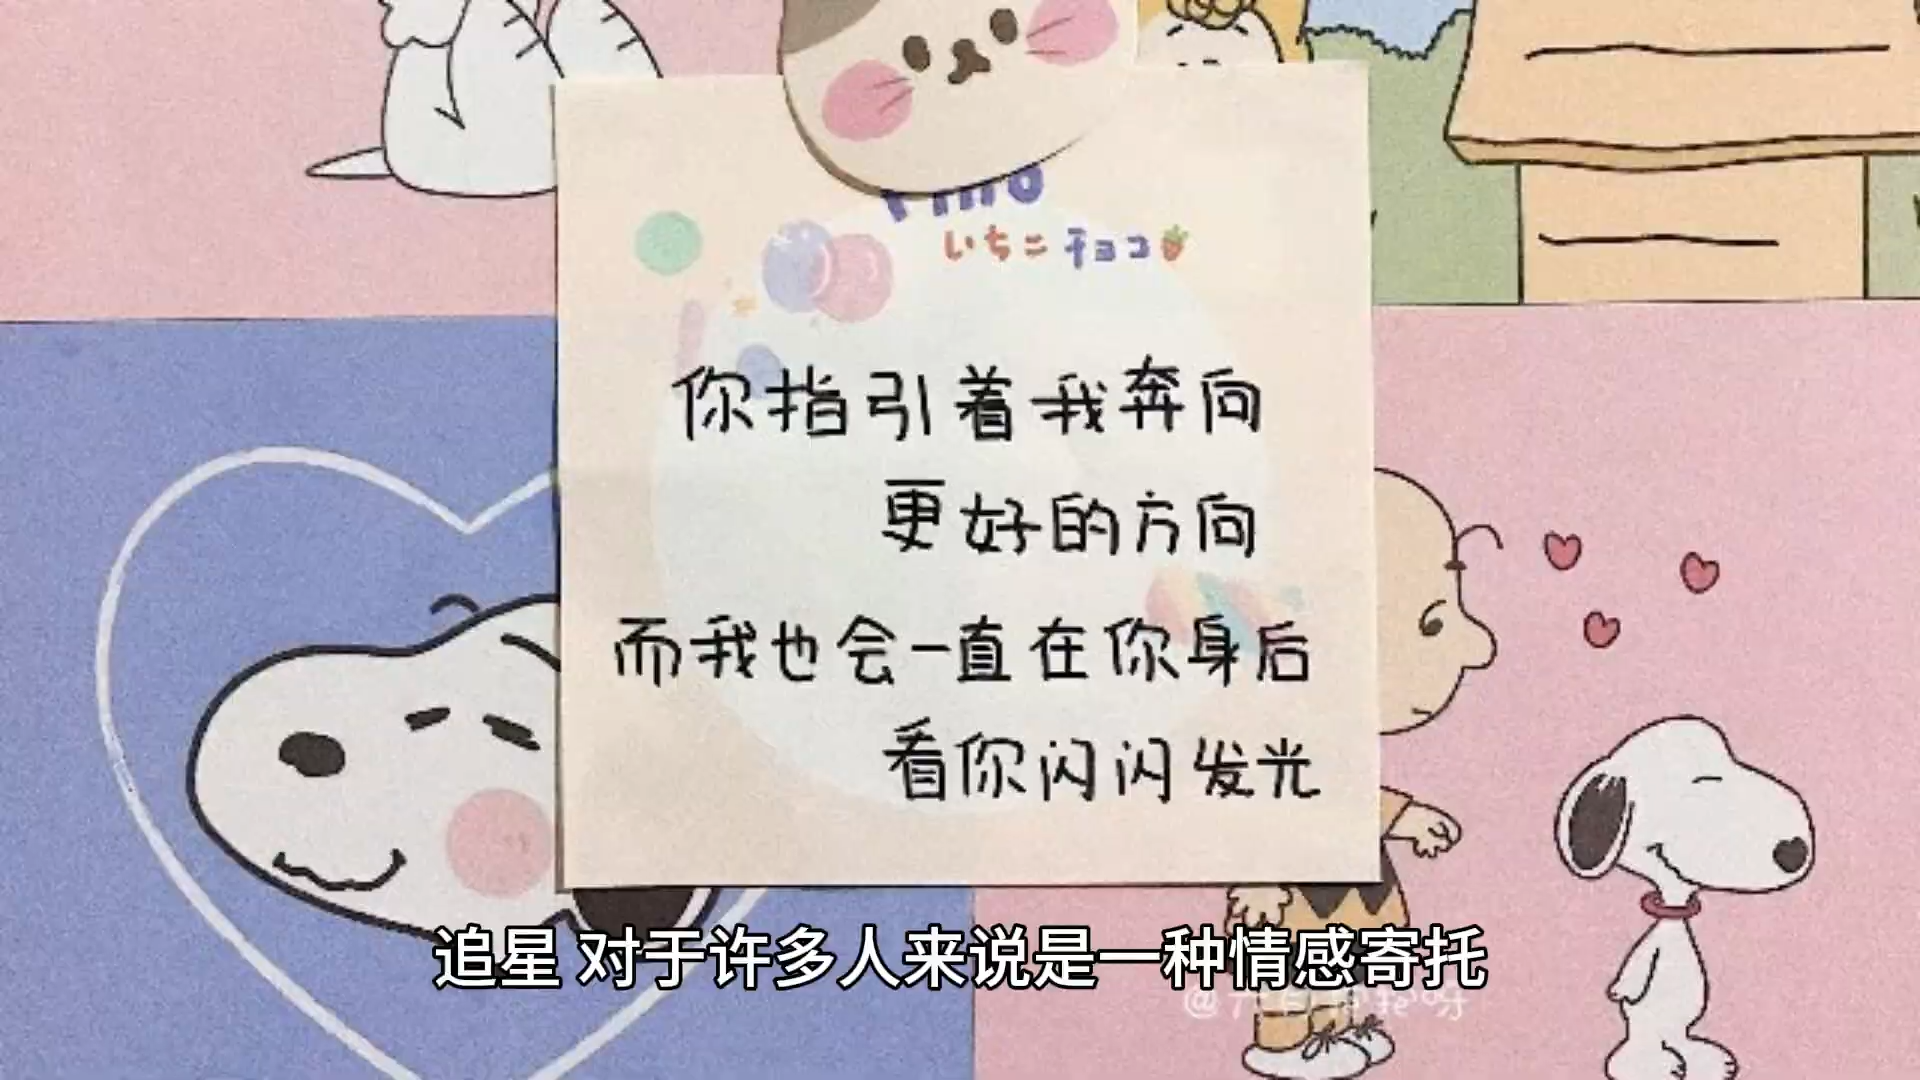 いちご チョコ
你指引着我奔向
更好的方向
而我也会一直在你身后
看你闪闪发光
追星 对于许多人来说是一种情感寄托